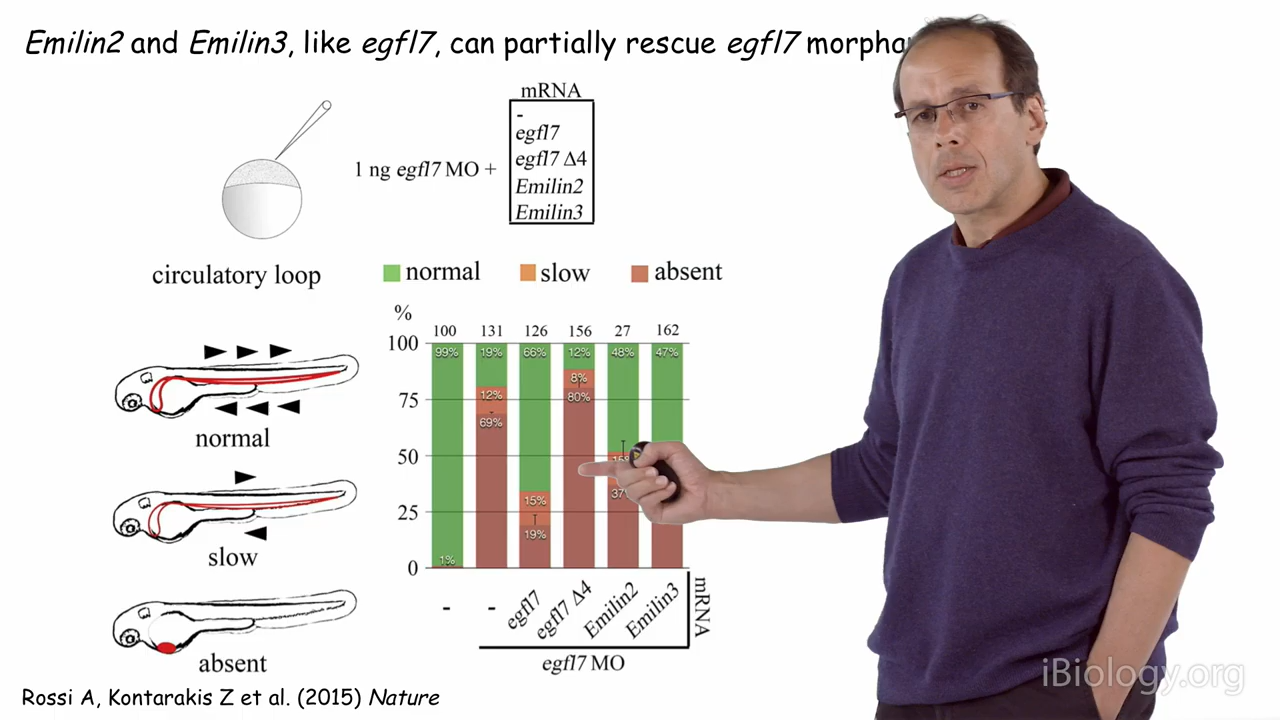 Emilin2 and Emilin3, like egfl7, can partially rescue egfl7
mRNA
-
egfl7
egfl7 Δ4
Emilin2
Emilin3
1 ng egfl7 MO +
circulatory loop
normal slow absent
%
100 131 126 156 27 162
100
75
50
25
0
99% 19% 66% 12% 48% 47%
12% 8%
69% 80%
15%
19%
1%
normal
slow
absent
- - egfl7 egfl7 Δ4 Emilin2 Emilin3
mRNA
egfl7 MO
Rossi A, Kontarakis Z et al. (2015) Nature
iBiology.org